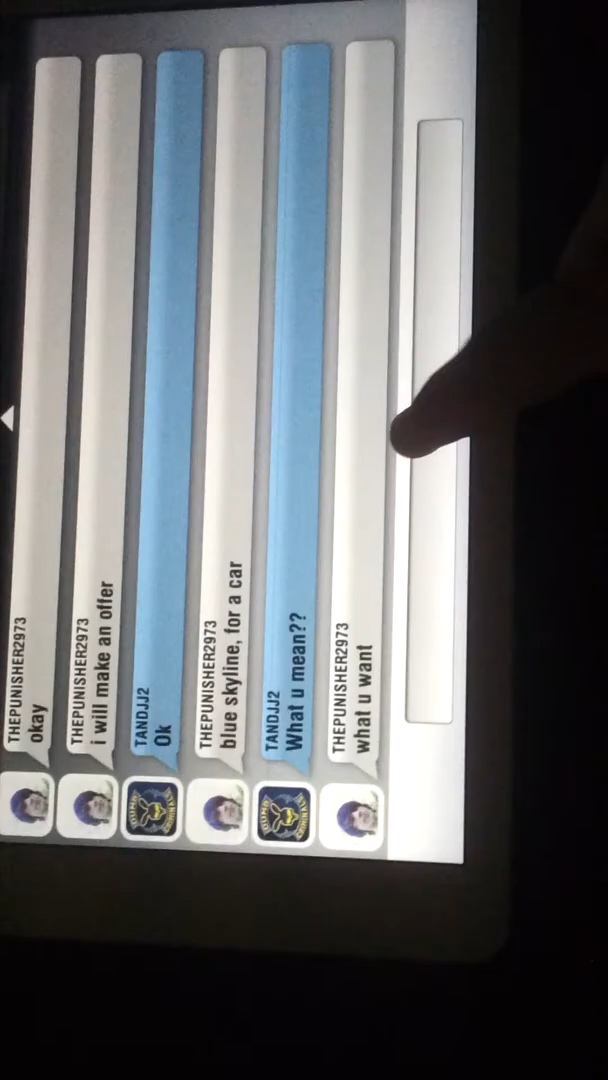 THEPUNISHER2973
okay
THEPUNISHER2973
i will make an offer
TANDJJ2
Ok
THEPUNISHER2973
blue skyline, for a car
TANDJJ2
What u mean??
THEPUNISHER2973
what u want